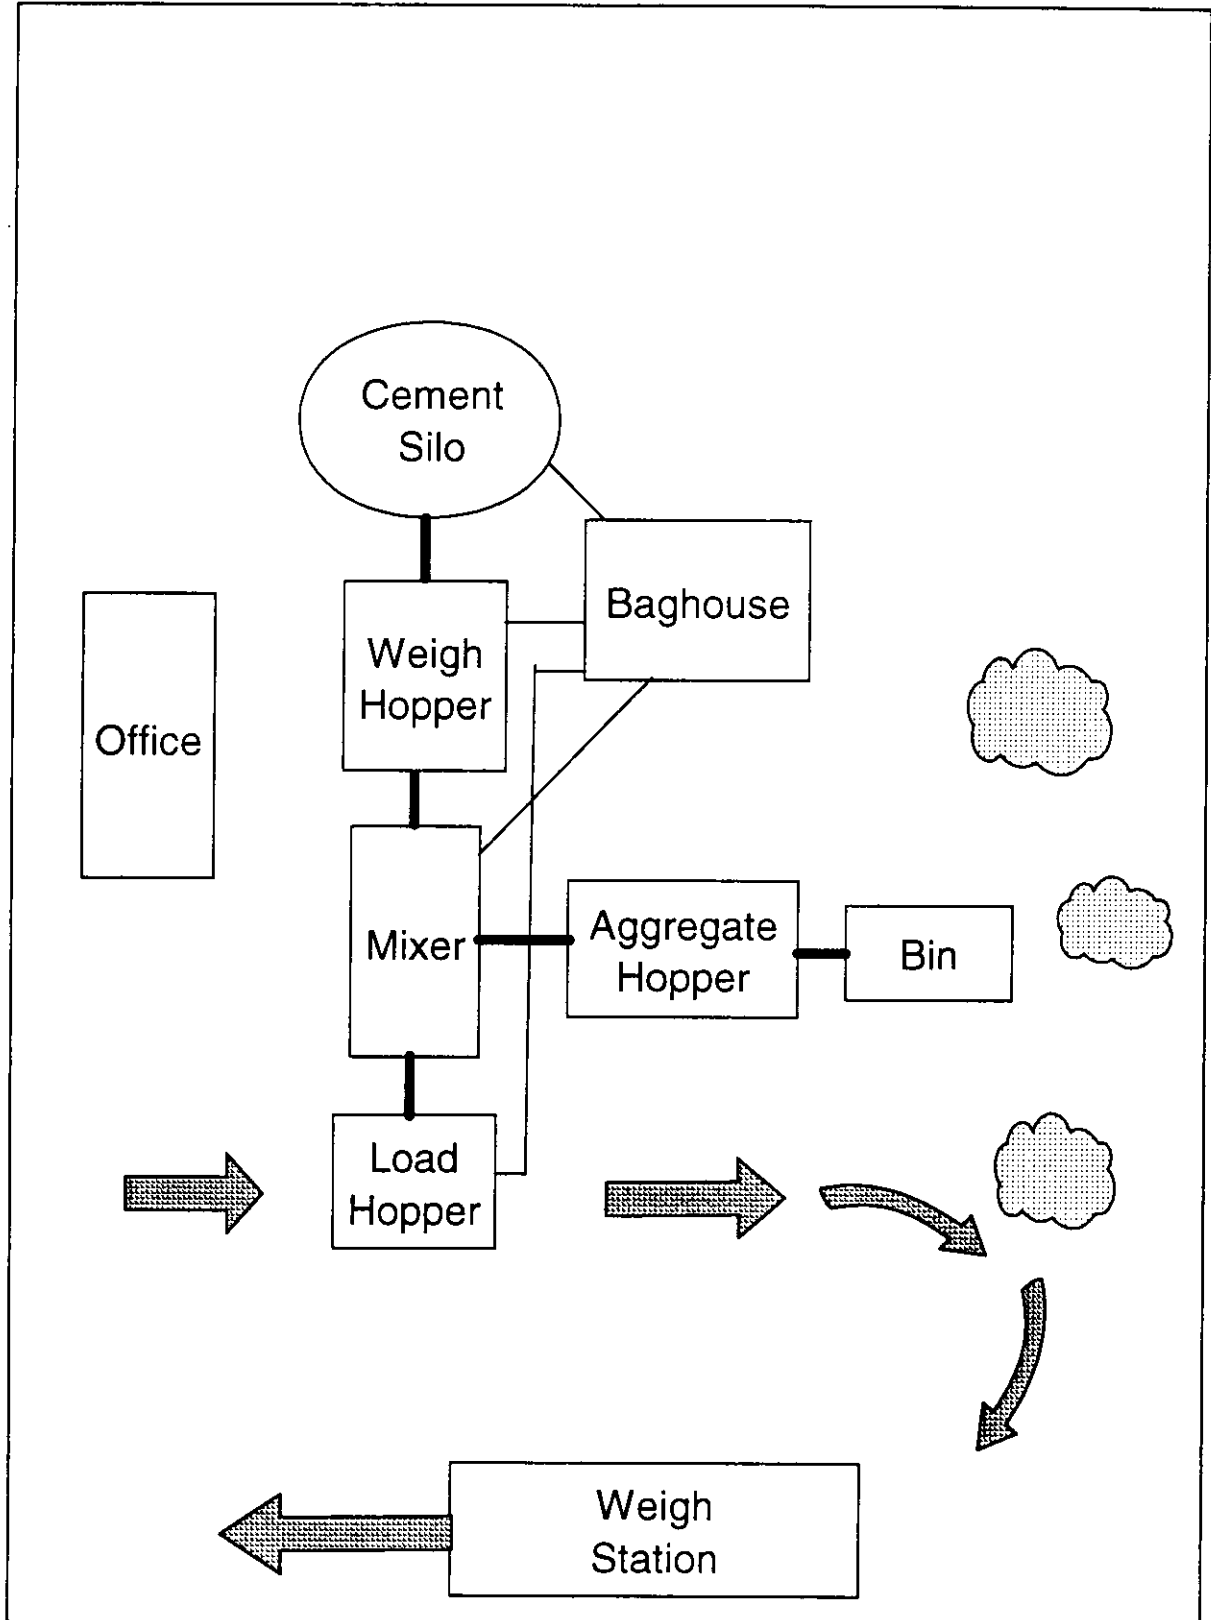 Cement
Silo
Baghouse
Weigh
Hopper
Office
Mixer
Aggregate
Hopper
Bin
Load
Hopper
Weigh
Station